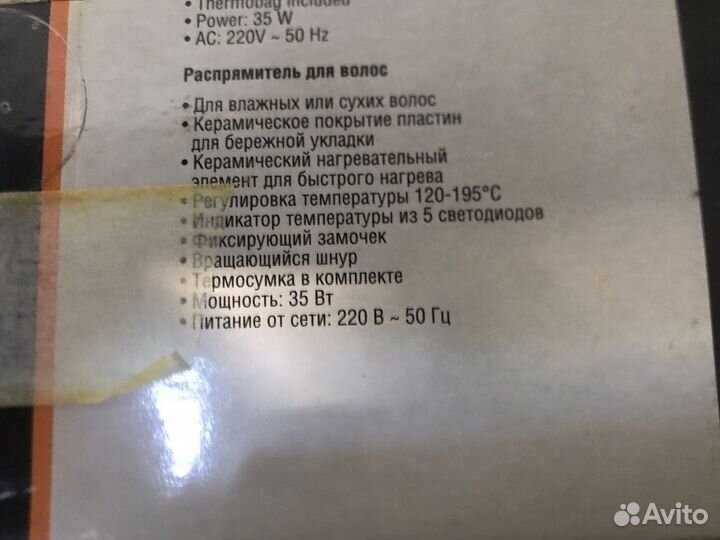 • Thermobag included
• Power: 35 W
• AC: 220V ~ 50 Hz
Распрямитель для волос
• Для влажных или сухих волос
• Керамическое покрытие пластин
для бережной укладки
• Керамический нагревательный
элемент для быстрого нагрева
• Регулировка температуры 120-195°C
• Индикатор температуры из 5 светодиодов
• Фиксирующий замочек
• Вращающийся шнур
• Термосумка в комплекте
• Мощность: 35 Вт
• Питание от сети: 220 В ~ 50 Гц
Avito